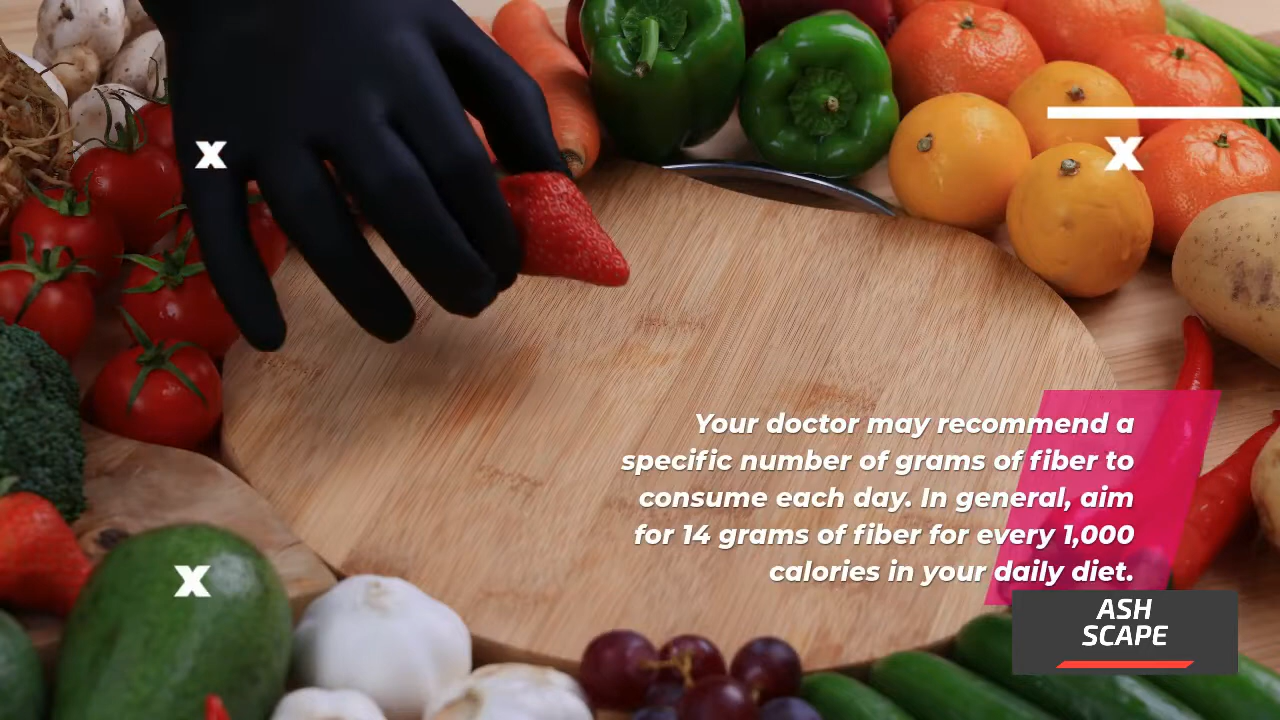 Your doctor may recommend a
specific number of grams of fiber to
consume each day. In general, aim
for 14 grams of fiber for every 1,000
calories in your daily diet.
ASH
SCAPE